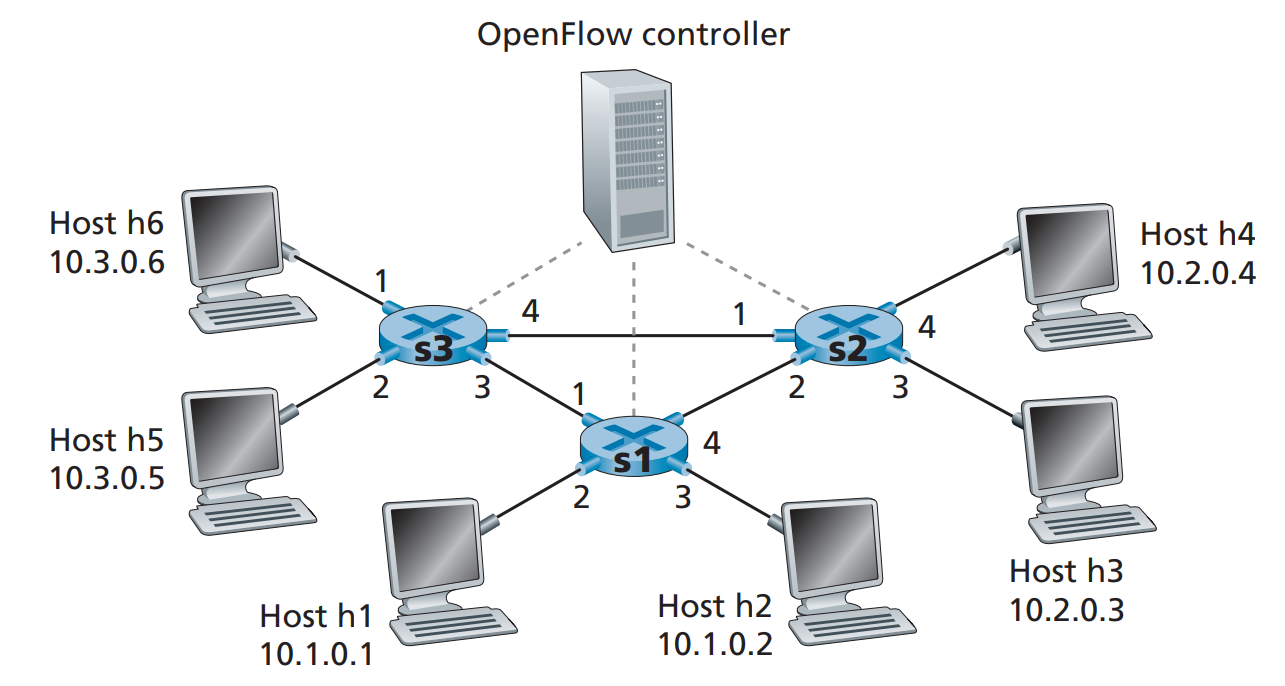 OpenFlow controller
Host h6
10.3.0.6
Host h4
10.2.0.4
1
4
1
4
s3
s2
2
3
1
2
3
Host h5
10.3.0.5
4
s1
2
3
Host h3
10.2.0.3
Host h1
10.1.0.1
Host h2
10.1.0.2